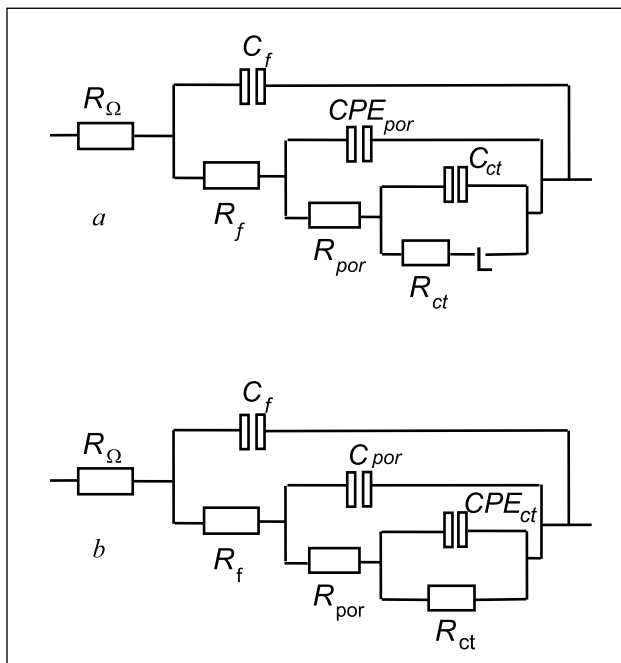 C_f
R_Ω
CPE_por
C_ct
R_f
a
R_por
L
R_ct
C_f
R_Ω
C_por
CPE_ct
R_f
b
R_por
R_ct